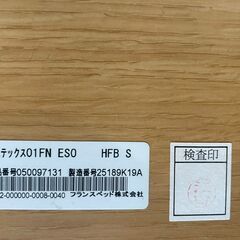 テックス01FN ES0 HFB S
品番号050097131 製造番号25189K19A
2-000000-0008-0040 フランスベッド株式会社
検査印